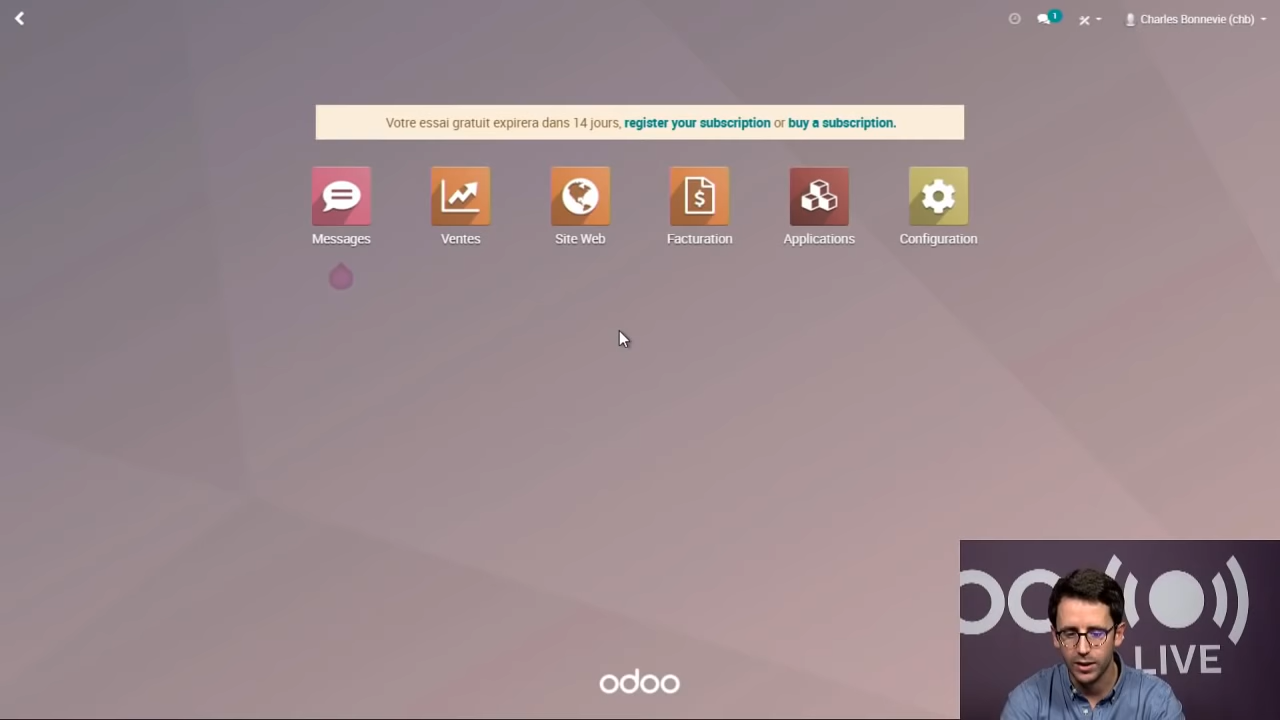 1
Charles Bonnevie (chb)
Votre essai gratuit expirera dans 14 jours, register your subscription or buy a subscription.
Messages
Ventes
Site Web
Facturation
Applications
Configuration
odoo
LIVE